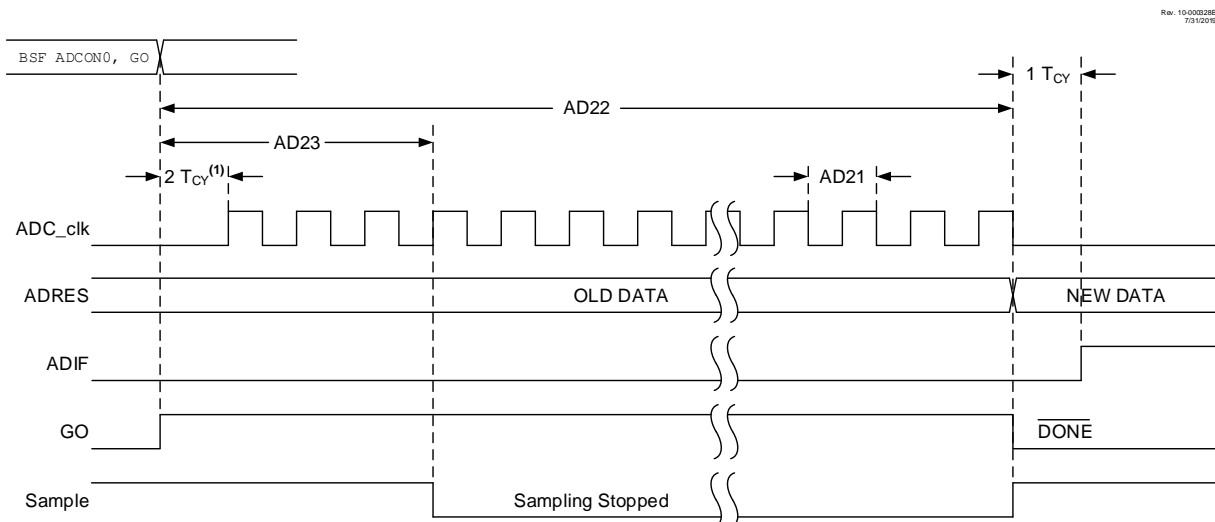 Rev. 10-000328B
7/31/2019
BSF ADCON0, GO
1 TCY
AD22
AD23
2 TCY(1)
AD21
ADC_clk
ADRES
OLD DATA
NEW DATA
ADIF
GO
DONE
Sample
Sampling Stopped